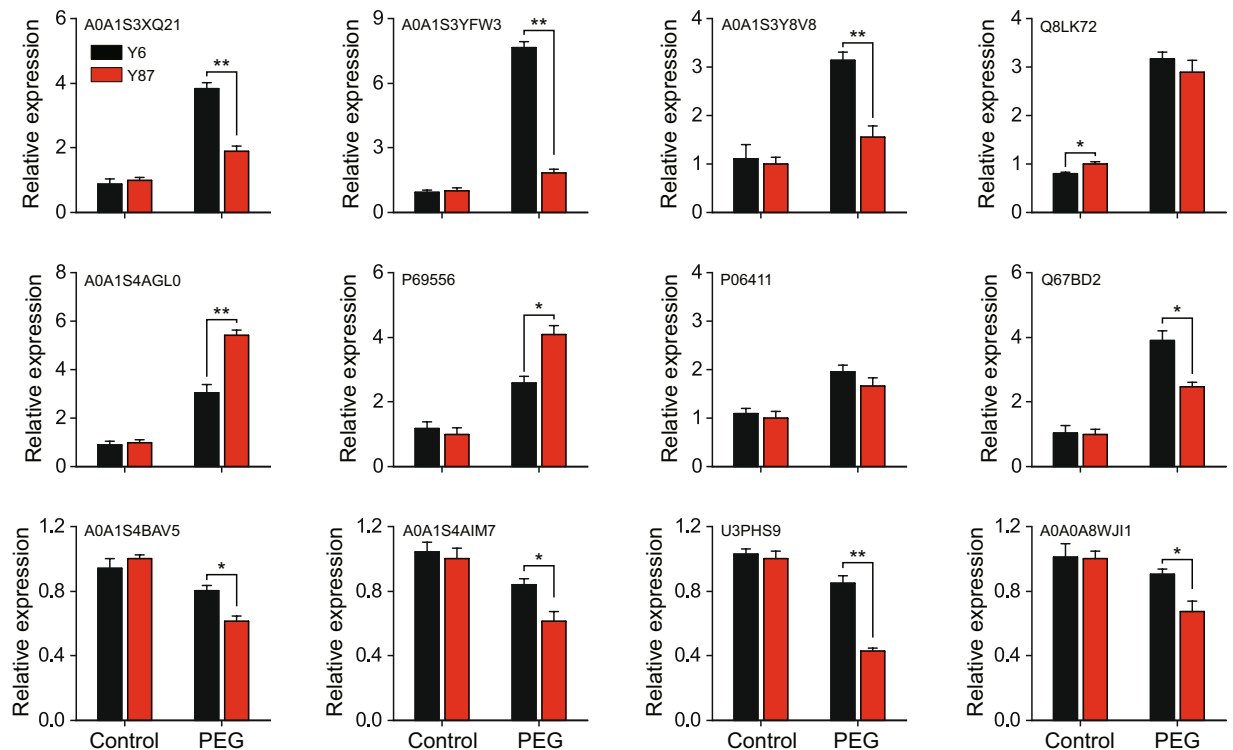 A0A1S3XQ21
Y6
Y87
**
Relative expression
6
4
2
0
A0A1S3YFW3
**
Relative expression
9
6
3
0
A0A1S3Y8V8
**
Relative expression
4
3
2
1
0
Q8LK72
*
Relative expression
4
3
2
1
0
A0A1S4AGL0
**
Relative expression
8
6
4
2
0
P69556
*
Relative expression
6
4
2
0
P06411
Relative expression
4
3
2
1
0
Q67BD2
*
Relative expression
6
4
2
0
A0A1S4BAV5
*
Relative expression
1.2
0.8
0.4
0.0
Control PEG
A0A1S4AIM7
*
Relative expression
1.2
0.8
0.4
0.0
Control PEG
U3PHS9
**
Relative expression
1.2
0.8
0.4
0.0
Control PEG
A0A0A8WJI1
*
Relative expression
1.2
0.8
0.4
0.0
Control PEG